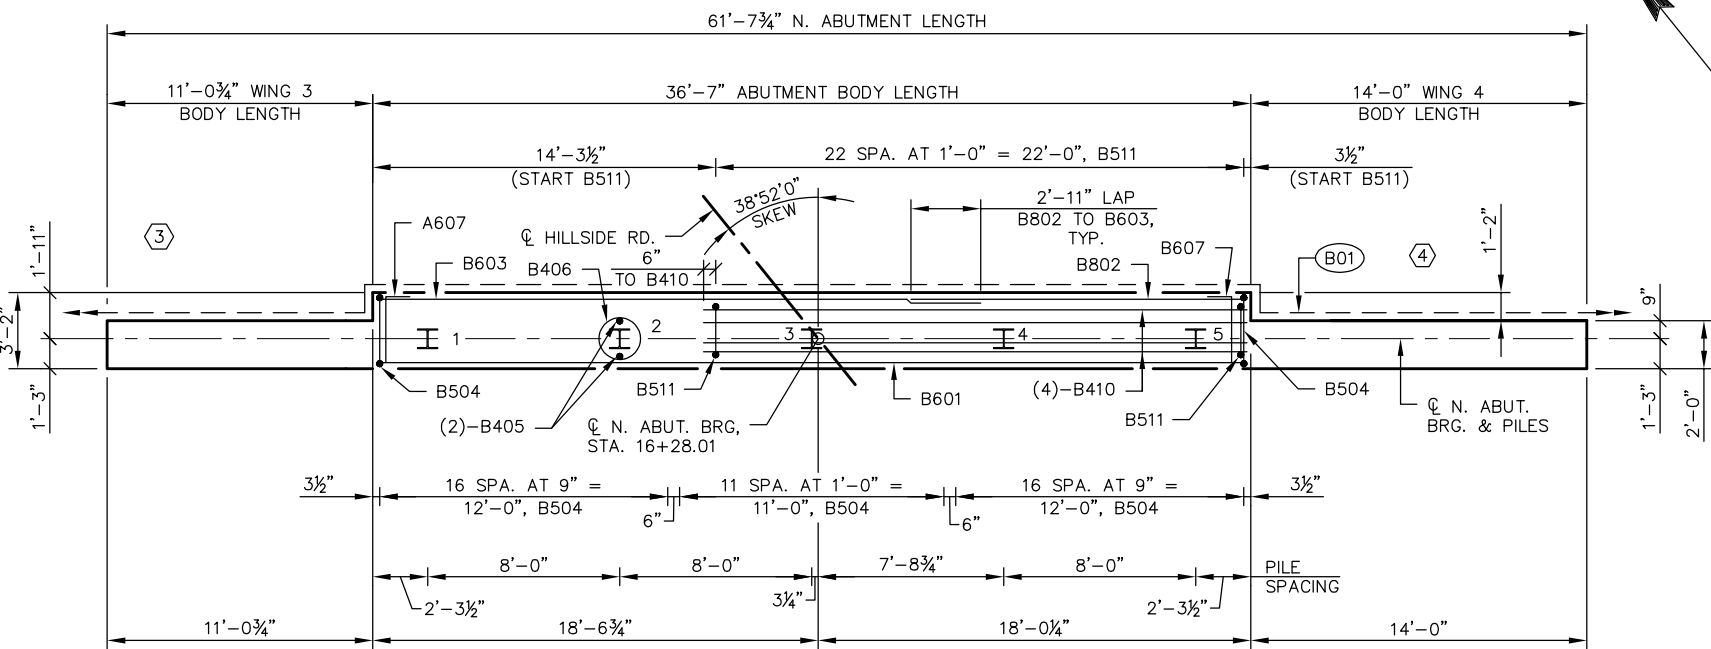 61'-7¾" N. ABUTMENT LENGTH
11'-0¾" WING 3
BODY LENGTH
36'-7" ABUTMENT BODY LENGTH
14'-0" WING 4
BODY LENGTH
14'-3½"
(START B511)
22 SPA. AT 1'-0" = 22'-0", B511
3½"
(START B511)
38°52'0"
SKEW
2'-11" LAP
B802 TO B603,
TYP.
1'-11"
3
A607
℄ HILLSIDE RD.
6"
TO B410
B603
B406
B607
B802
B01
4
1'-2"
9"
3'-2"
1
2
3
4
5
1'-3"
B504
(2)-B405
B511
℄ N. ABUT. BRG,
STA. 16+28.01
B601
(4)-B410
B511
B504
℄ N. ABUT.
BRG. & PILES
1'-3"
2'-0"
3½"
16 SPA. AT 9" =
12'-0", B504
6"
11 SPA. AT 1'-0" =
11'-0", B504
6"
16 SPA. AT 9" =
12'-0", B504
3½"
2'-3½"
8'-0"
8'-0"
3¼"
7'-8¾"
8'-0"
2'-3½"
PILE
SPACING
11'-0¾"
18'-6¾"
18'-0¼"
14'-0"